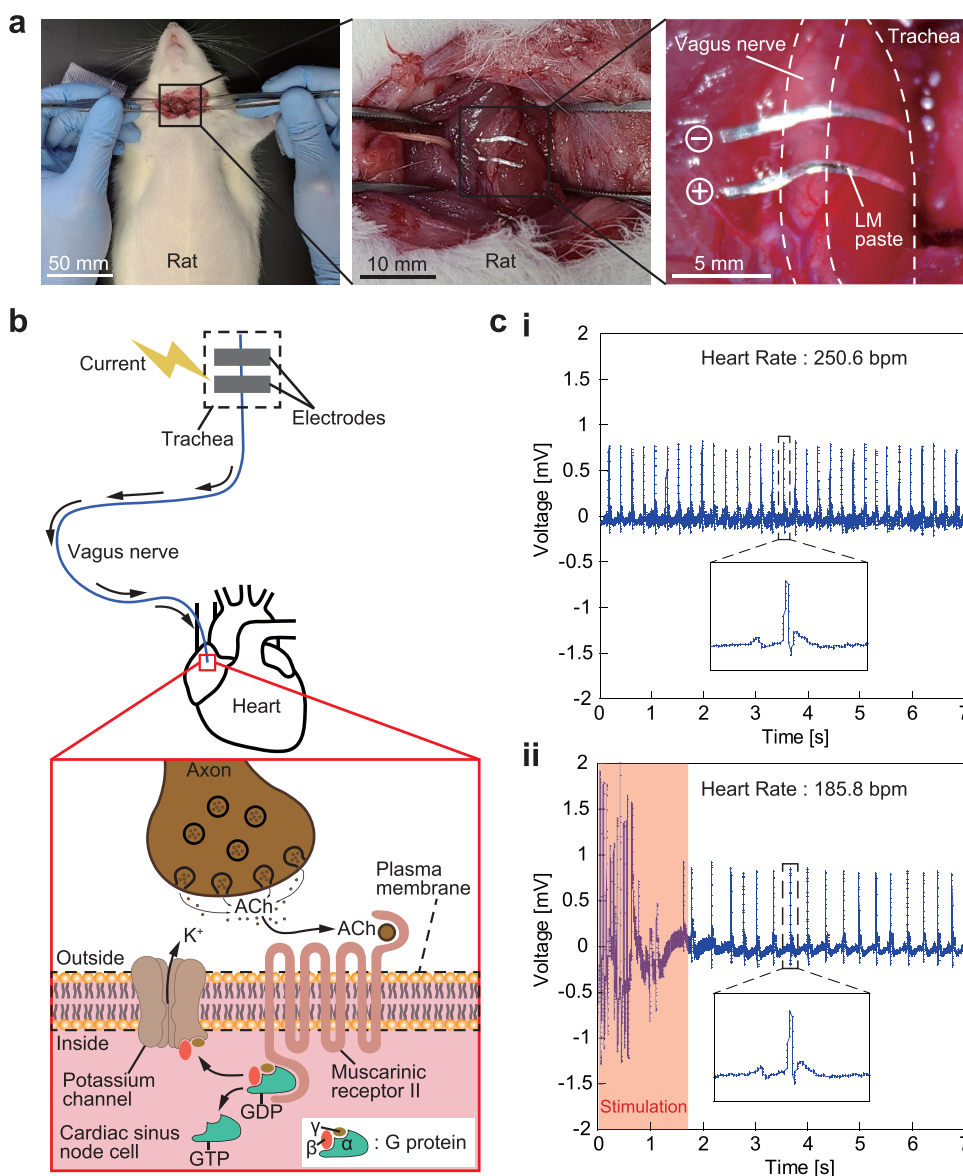 a
Vagus nerve
Trachea
−
+
LM
paste
50 mm
Rat
10 mm
Rat
5 mm
b
Current
Electrodes
Trachea
Vagus nerve
Heart
Axon
Plasma
membrane
ACh
ACh
K+
Outside
Inside
Potassium
channel
Muscarinic
receptor II
GDP
Cardiac sinus
node cell
GTP
γ
β
α
: G protein
c i
Heart Rate : 250.6 bpm
Voltage [mV]
2
1.5
1
0.5
0
-0.5
-1
-1.5
-2
0 1 2 3 4 5 6 7
Time [s]
ii
Heart Rate : 185.8 bpm
Voltage [mV]
2
1.5
1
0.5
0
-0.5
-1
-1.5
-2
Stimulation
0 1 2 3 4 5 6 7
Time [s]